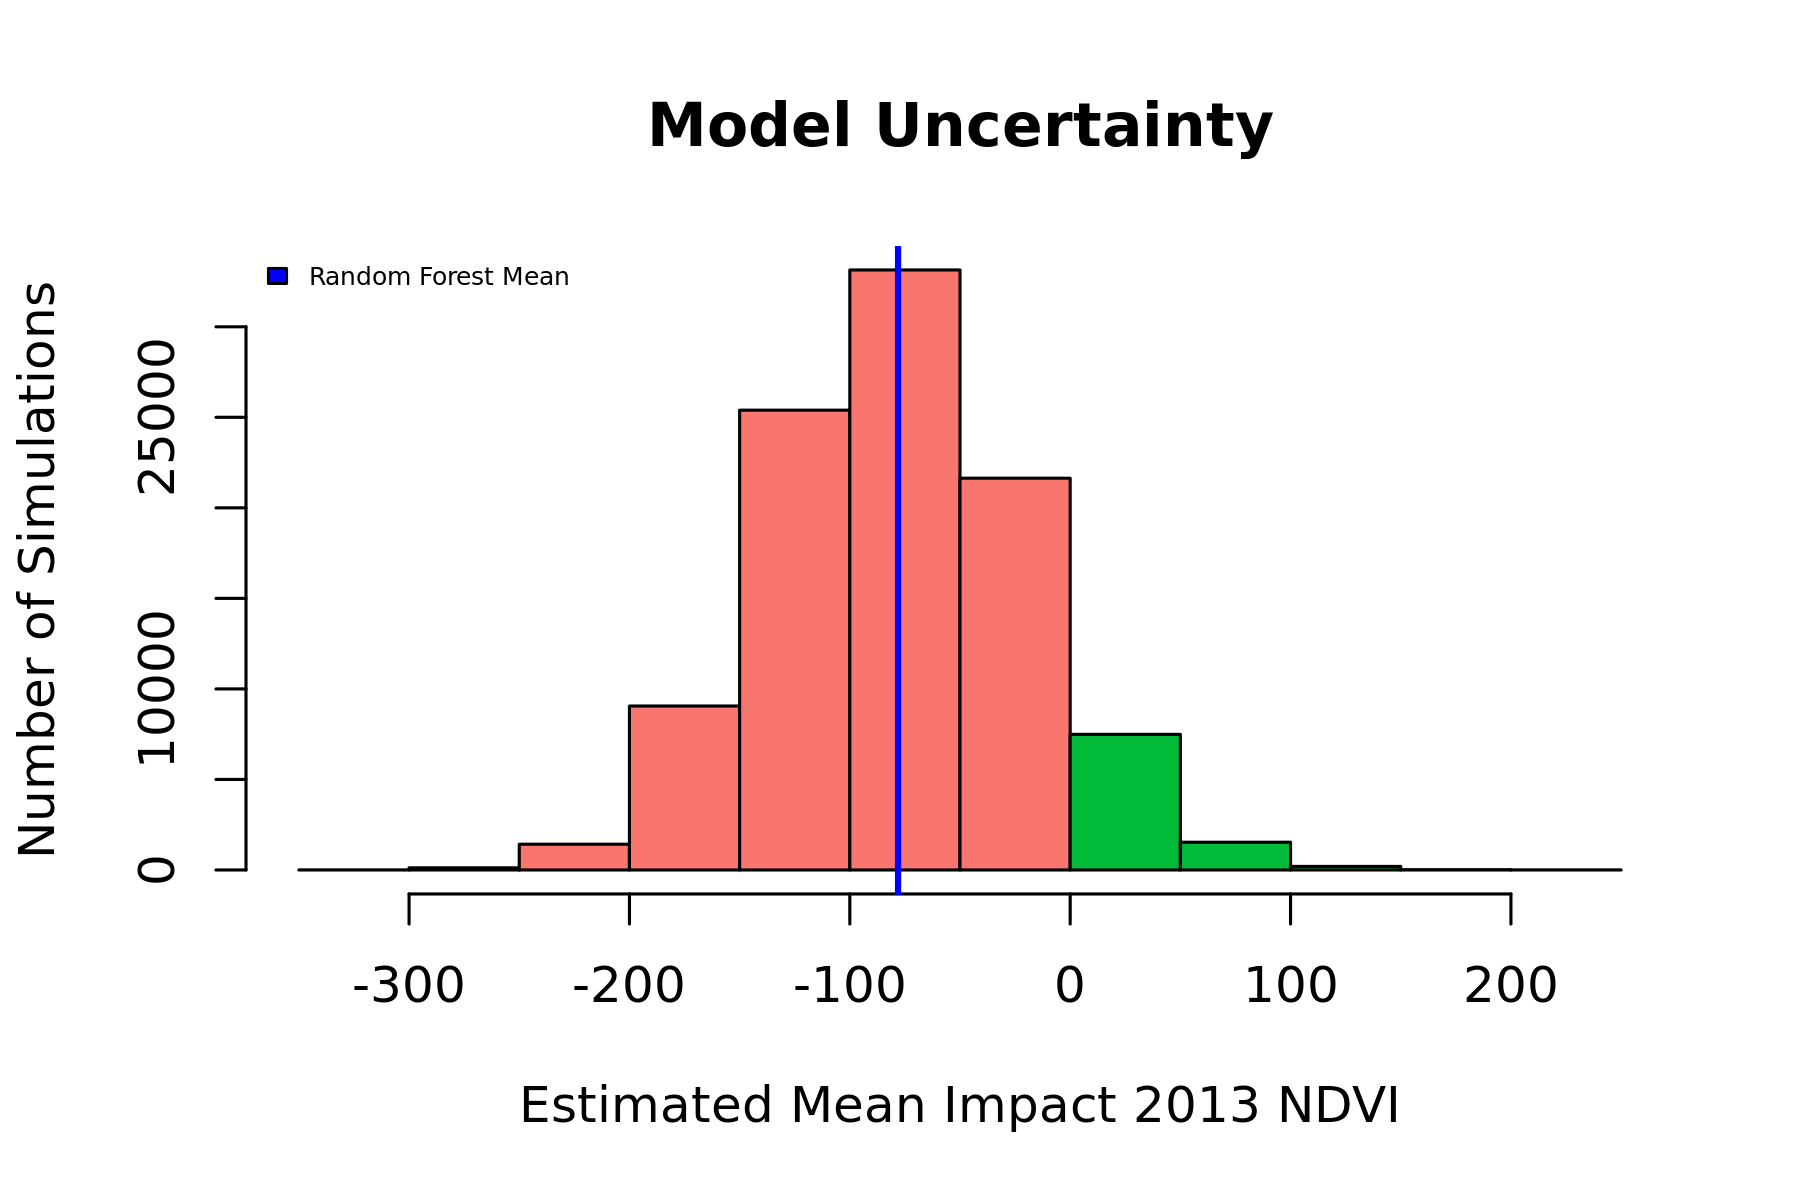 Model Uncertainty
Random Forest Mean
Number of Simulations
25000
10000
0
-300 -200 -100 0 100 200
Estimated Mean Impact 2013 NDVI